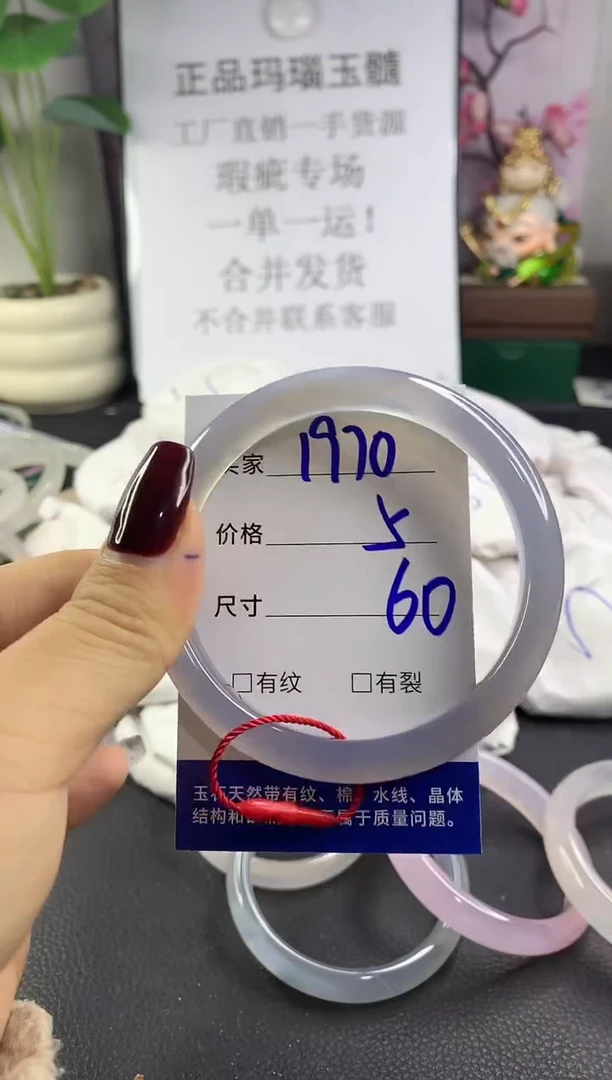 正品玛瑙玉髓
工厂直销一手货源
瑕疵专场
一单一运!
合并发货
不合并联系客服
家 1970
价格 5
尺寸 60
□有纹 □有裂
玉 天然带有纹、棉 水线、晶体
结构和 属于质量问题。